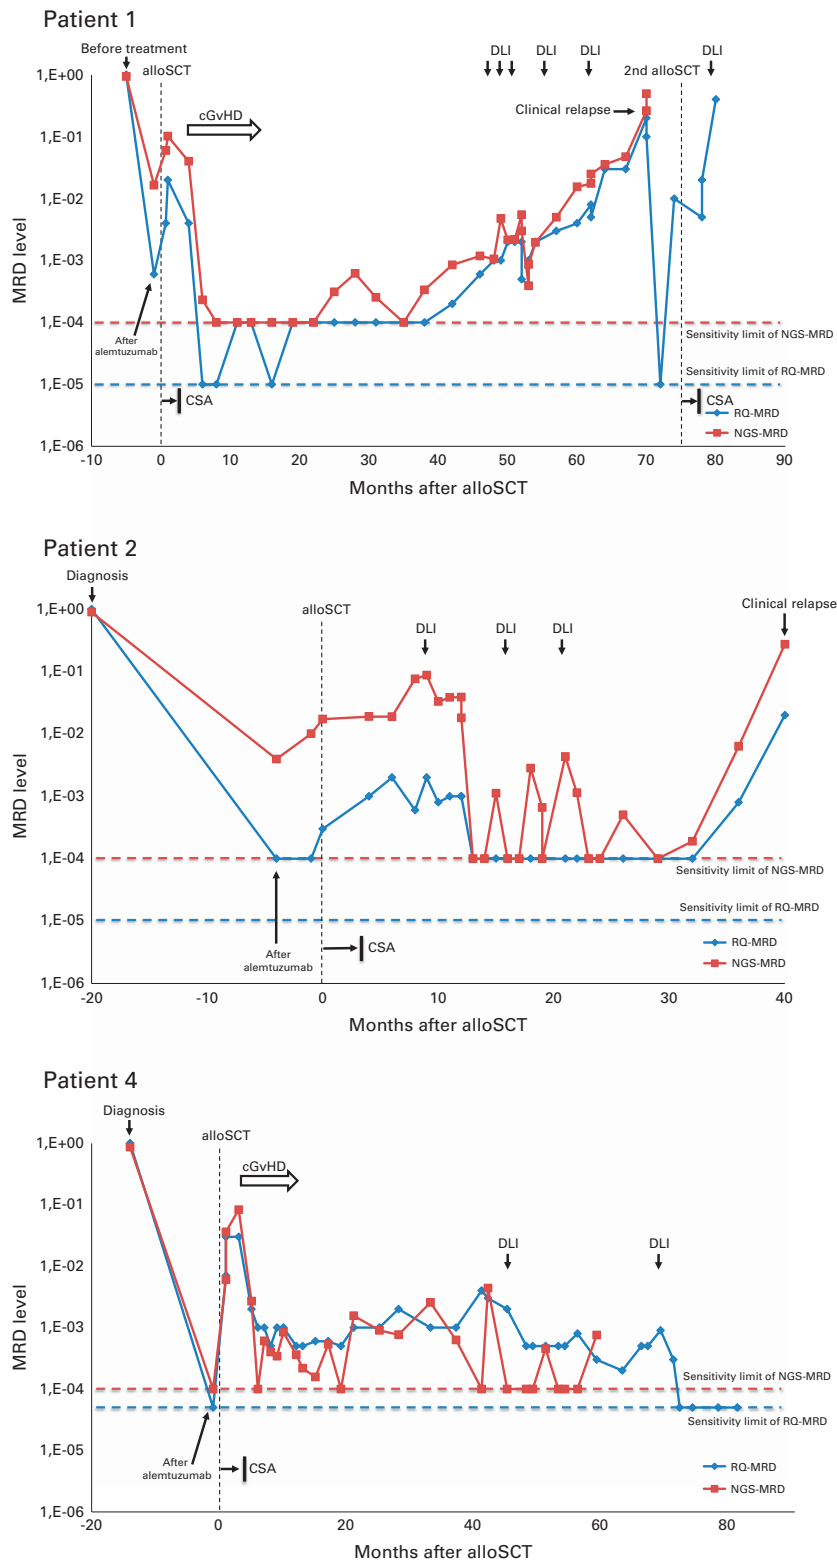 Patient 1
Before treatment
alloSCT
DLI
DLI
DLI
2nd alloSCT
DLI
cGvHD
Clinical relapse
1,E+00
1,E-01
1,E-02
1,E-03
1,E-04
1,E-05
1,E-06
MRD level
After
alemtuzumab
Sensitivity limit of NGS-MRD
Sensitivity limit of RQ-MRD
CSA
CSA
RQ-MRD
NGS-MRD
-10
0
10
20
30
40
50
60
70
80
90
Months after alloSCT
Patient 2
Diagnosis
alloSCT
DLI
DLI
DLI
Clinical relapse
1,E+00
1,E-01
1,E-02
1,E-03
1,E-04
1,E-05
1,E-06
MRD level
Sensitivity limit of NGS-MRD
Sensitivity limit of RQ-MRD
After
alemtuzumab
CSA
RQ-MRD
NGS-MRD
-20
-10
0
10
20
30
40
Months after alloSCT
Patient 4
Diagnosis
alloSCT
cGvHD
DLI
DLI
1,E+00
1,E-01
1,E-02
1,E-03
1,E-04
1,E-05
1,E-06
MRD level
Sensitivity limit of NGS-MRD
Sensitivity limit of RQ-MRD
After
alemtuzumab
CSA
RQ-MRD
NGS-MRD
-20
0
20
40
60
80
Months after alloSCT